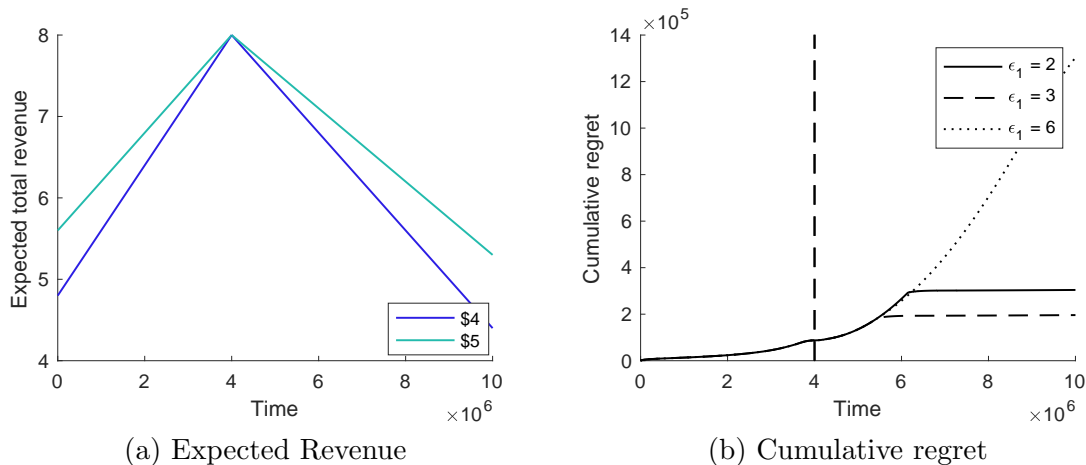 8
7
6
5
4
Expected total revenue
0 2 4 6 8 10
Time
×10^6
$4
$5
(a) Expected Revenue
×10^5
14
12
10
8
6
4
2
0
Cumulative regret
0 2 4 6 8 10
Time
×10^6
ϵ_1 = 2
ϵ_1 = 3
ϵ_1 = 6
(b) Cumulative regret